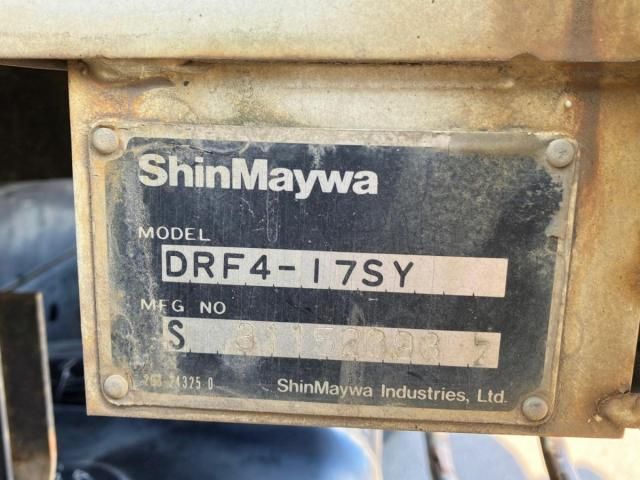 ShinMaywa
MODEL
DRF4-17SY
MFG NO
S
ShinMaywa Industries, Ltd.